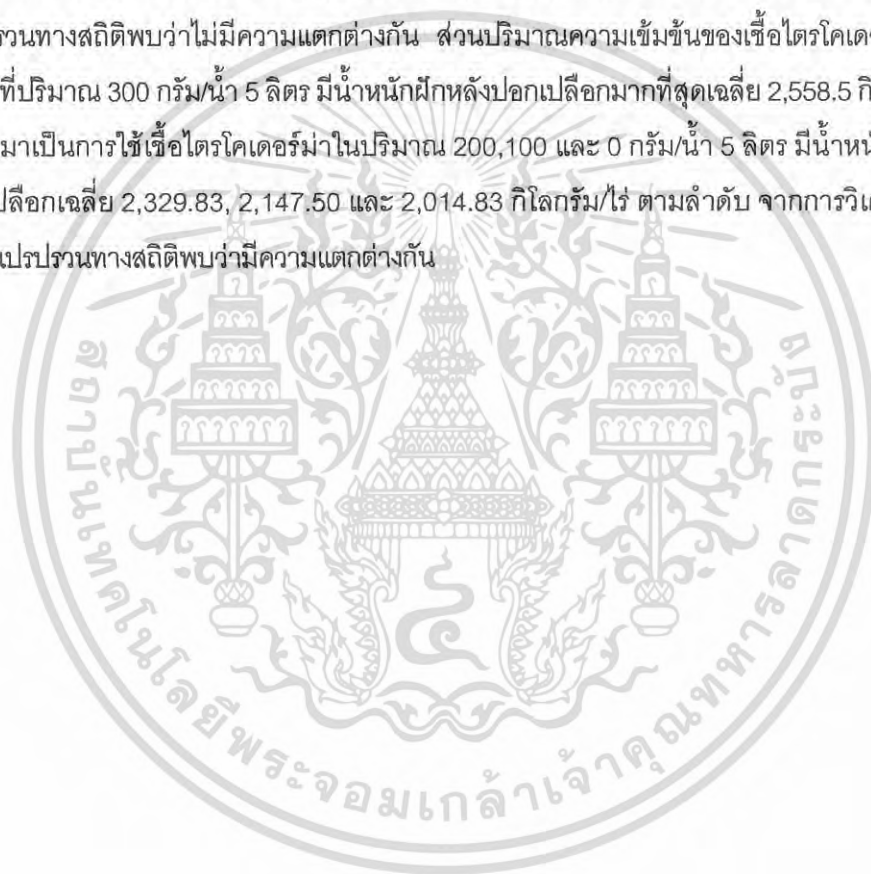 รวนทางสถิติพบว่าไม่มีความแตกต่างกัน ส่วนปริมาณความเข้มข้นของเชื้อไตรโคเด
ที่ปริมาณ 300 กรัม/น้ำ 5 ลิตร มีน้ำหนักฝักหลังปอกเปลือกมากที่สุดเฉลี่ย 2,558.5 กิ
มาเป็นการใช้เชื้อไตรโคเดอร์ม่าในปริมาณ 200,100 และ 0 กรัม/น้ำ 5 ลิตร มีน้ำหนั
ปลือกเฉลี่ย 2,329.83, 2,147.50 และ 2,014.83 กิโลกรัม/ไร่ ตามลำดับ จากการวิเ
แปรปรวนทางสถิติพบว่ามีความแตกต่างกัน
สถาบันเทคโนโลยีพระจอมเกล้าเจ้าคุณทหารลาดกระบัง